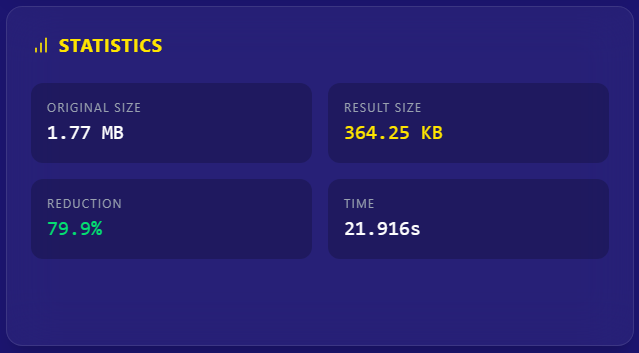 STATISTICS
ORIGINAL SIZE
1.77 MB
RESULT SIZE
364.25 KB
REDUCTION
79.9%
TIME
21.916s